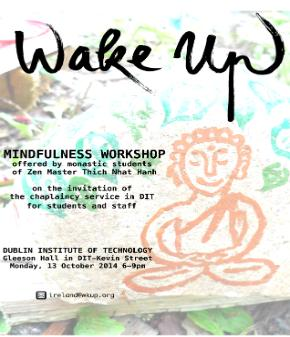 Wake Up
MINDFULNESS WORKSHOP
offered by monastic students
of Zen Master Thich Nhat Hanh
on the invitation of
the chaplaincy service in DIT
for students and staff
DUBLIN INSTITUTE OF TECHNOLOGY
Gleeson Hall in DIT-Kevin Street
Monday, 13 October 2014 6-9pm
ireland@wkup.org